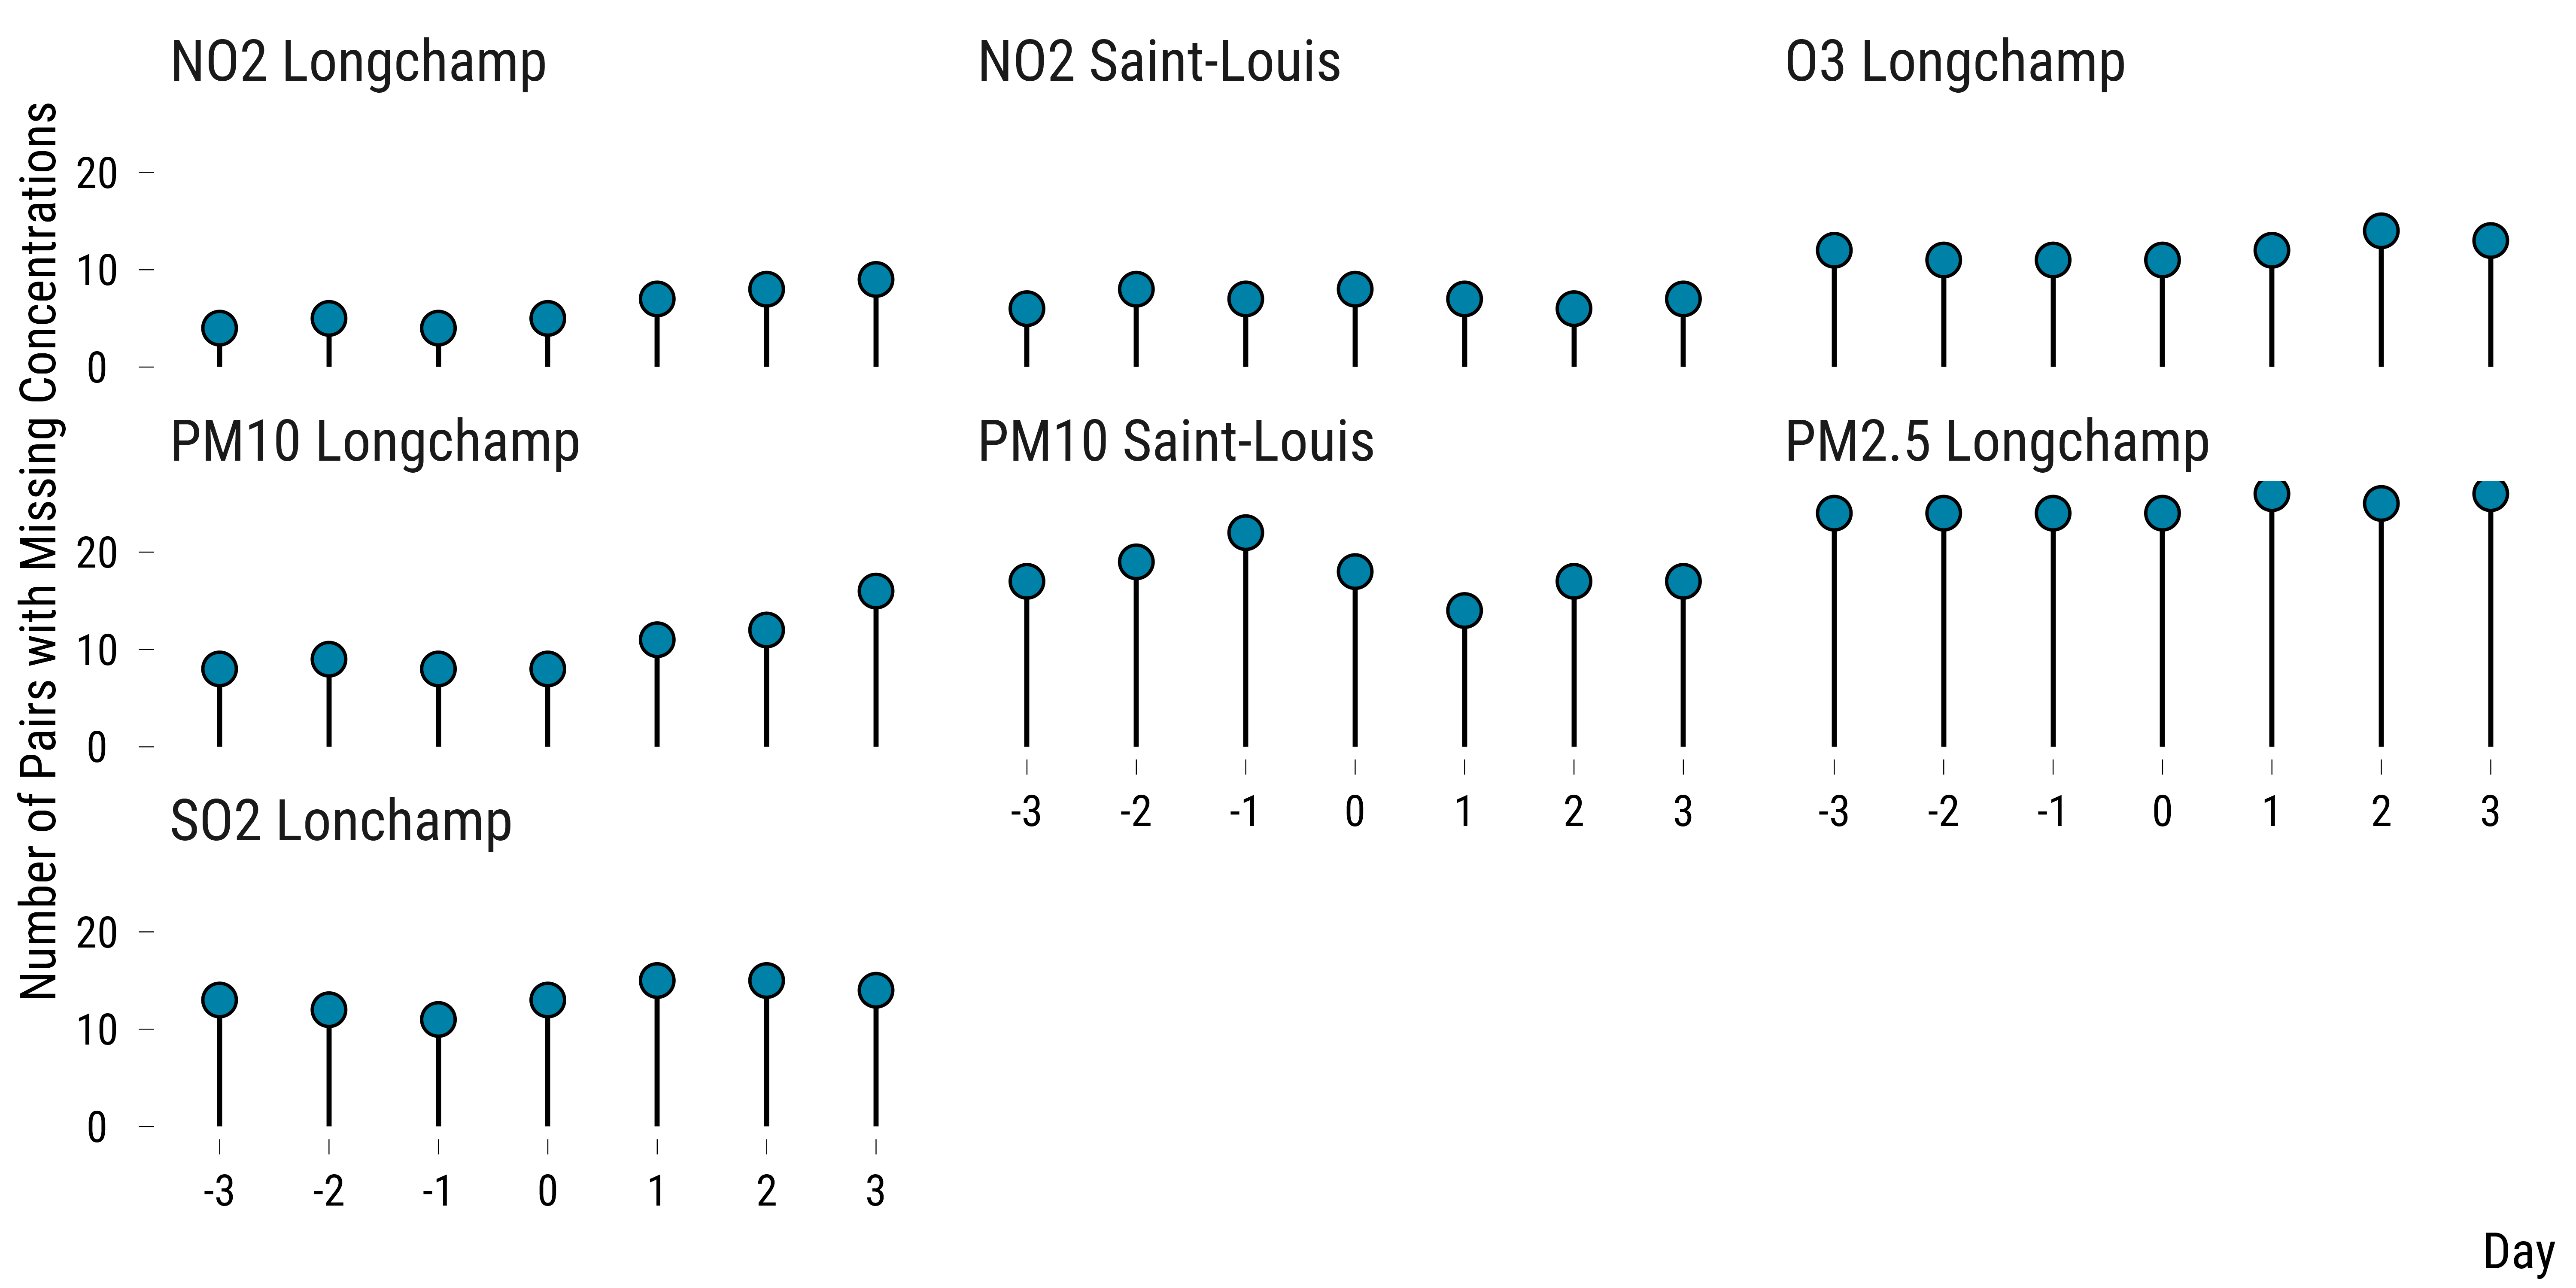 NO2 Longchamp
NO2 Saint-Louis
O3 Longchamp
Number of Pairs with Missing Concentrations
20
10
0
PM10 Longchamp
PM10 Saint-Louis
PM2.5 Longchamp
20
10
0
-3 -2 -1 0 1 2 3
-3 -2 -1 0 1 2 3
SO2 Lonchamp
20
10
0
-3 -2 -1 0 1 2 3
Day